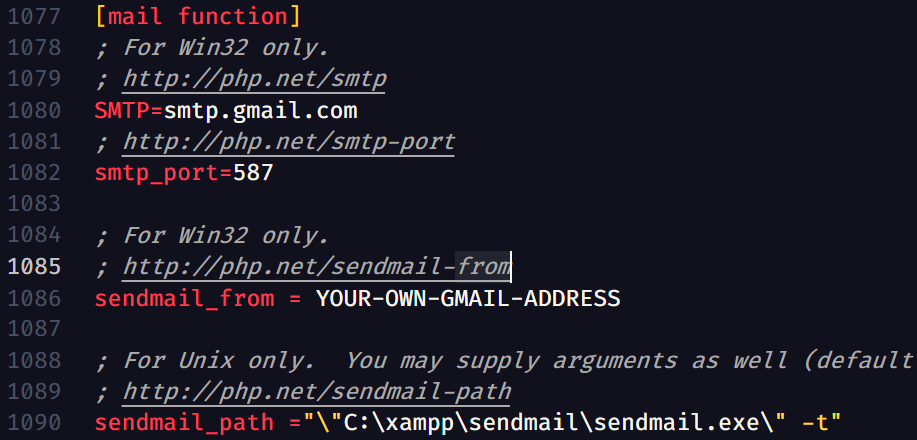 1077 [mail function]
1078 ; For Win32 only.
1079 ; http://php.net/smtp
1080 SMTP=smtp.gmail.com
1081 ; http://php.net/smtp-port
1082 smtp_port=587
1083
1084 ; For Win32 only.
1085 ; http://php.net/sendmail-from
1086 sendmail_from = YOUR-OWN-GMAIL-ADDRESS
1087
1088 ; For Unix only.  You may supply arguments as well (default
1089 ; http://php.net/sendmail-path
1090 sendmail_path ="\"C:\xampp\sendmail\sendmail.exe\" -t"